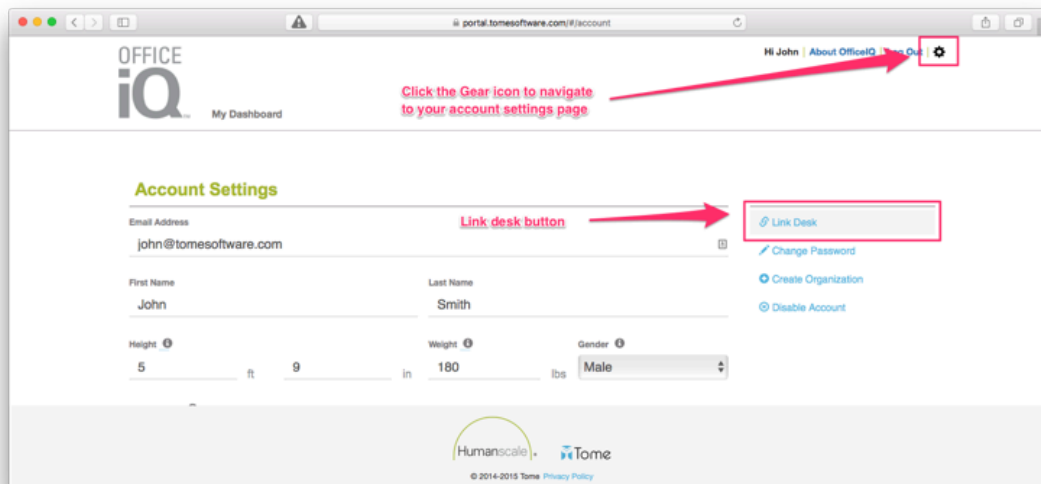 portal.tomesoftware.com/#/account
OFFICE
iQ
My Dashboard
Hi John | About OfficeIQ | Log Out |
Click the Gear icon to navigate
to your account settings page
Account Settings
Link desk button
Link Desk
Email Address
john@tomesoftware.com
Change Password
First Name
Last Name
Create Organization
John
Smith
Disable Account
Height
Weight
Gender
5 ft 9 in 180 lbs Male
Humanscale
Tome
© 2014-2015 Tome Privacy Policy